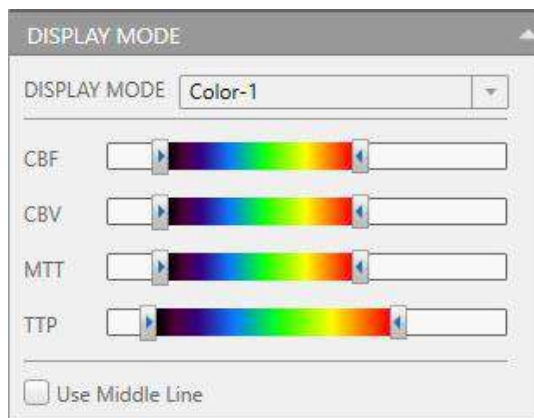 DISPLAY MODE
DISPLAY MODE Color-1
CBF
CBV
MTT
TTP
Use Middle Line